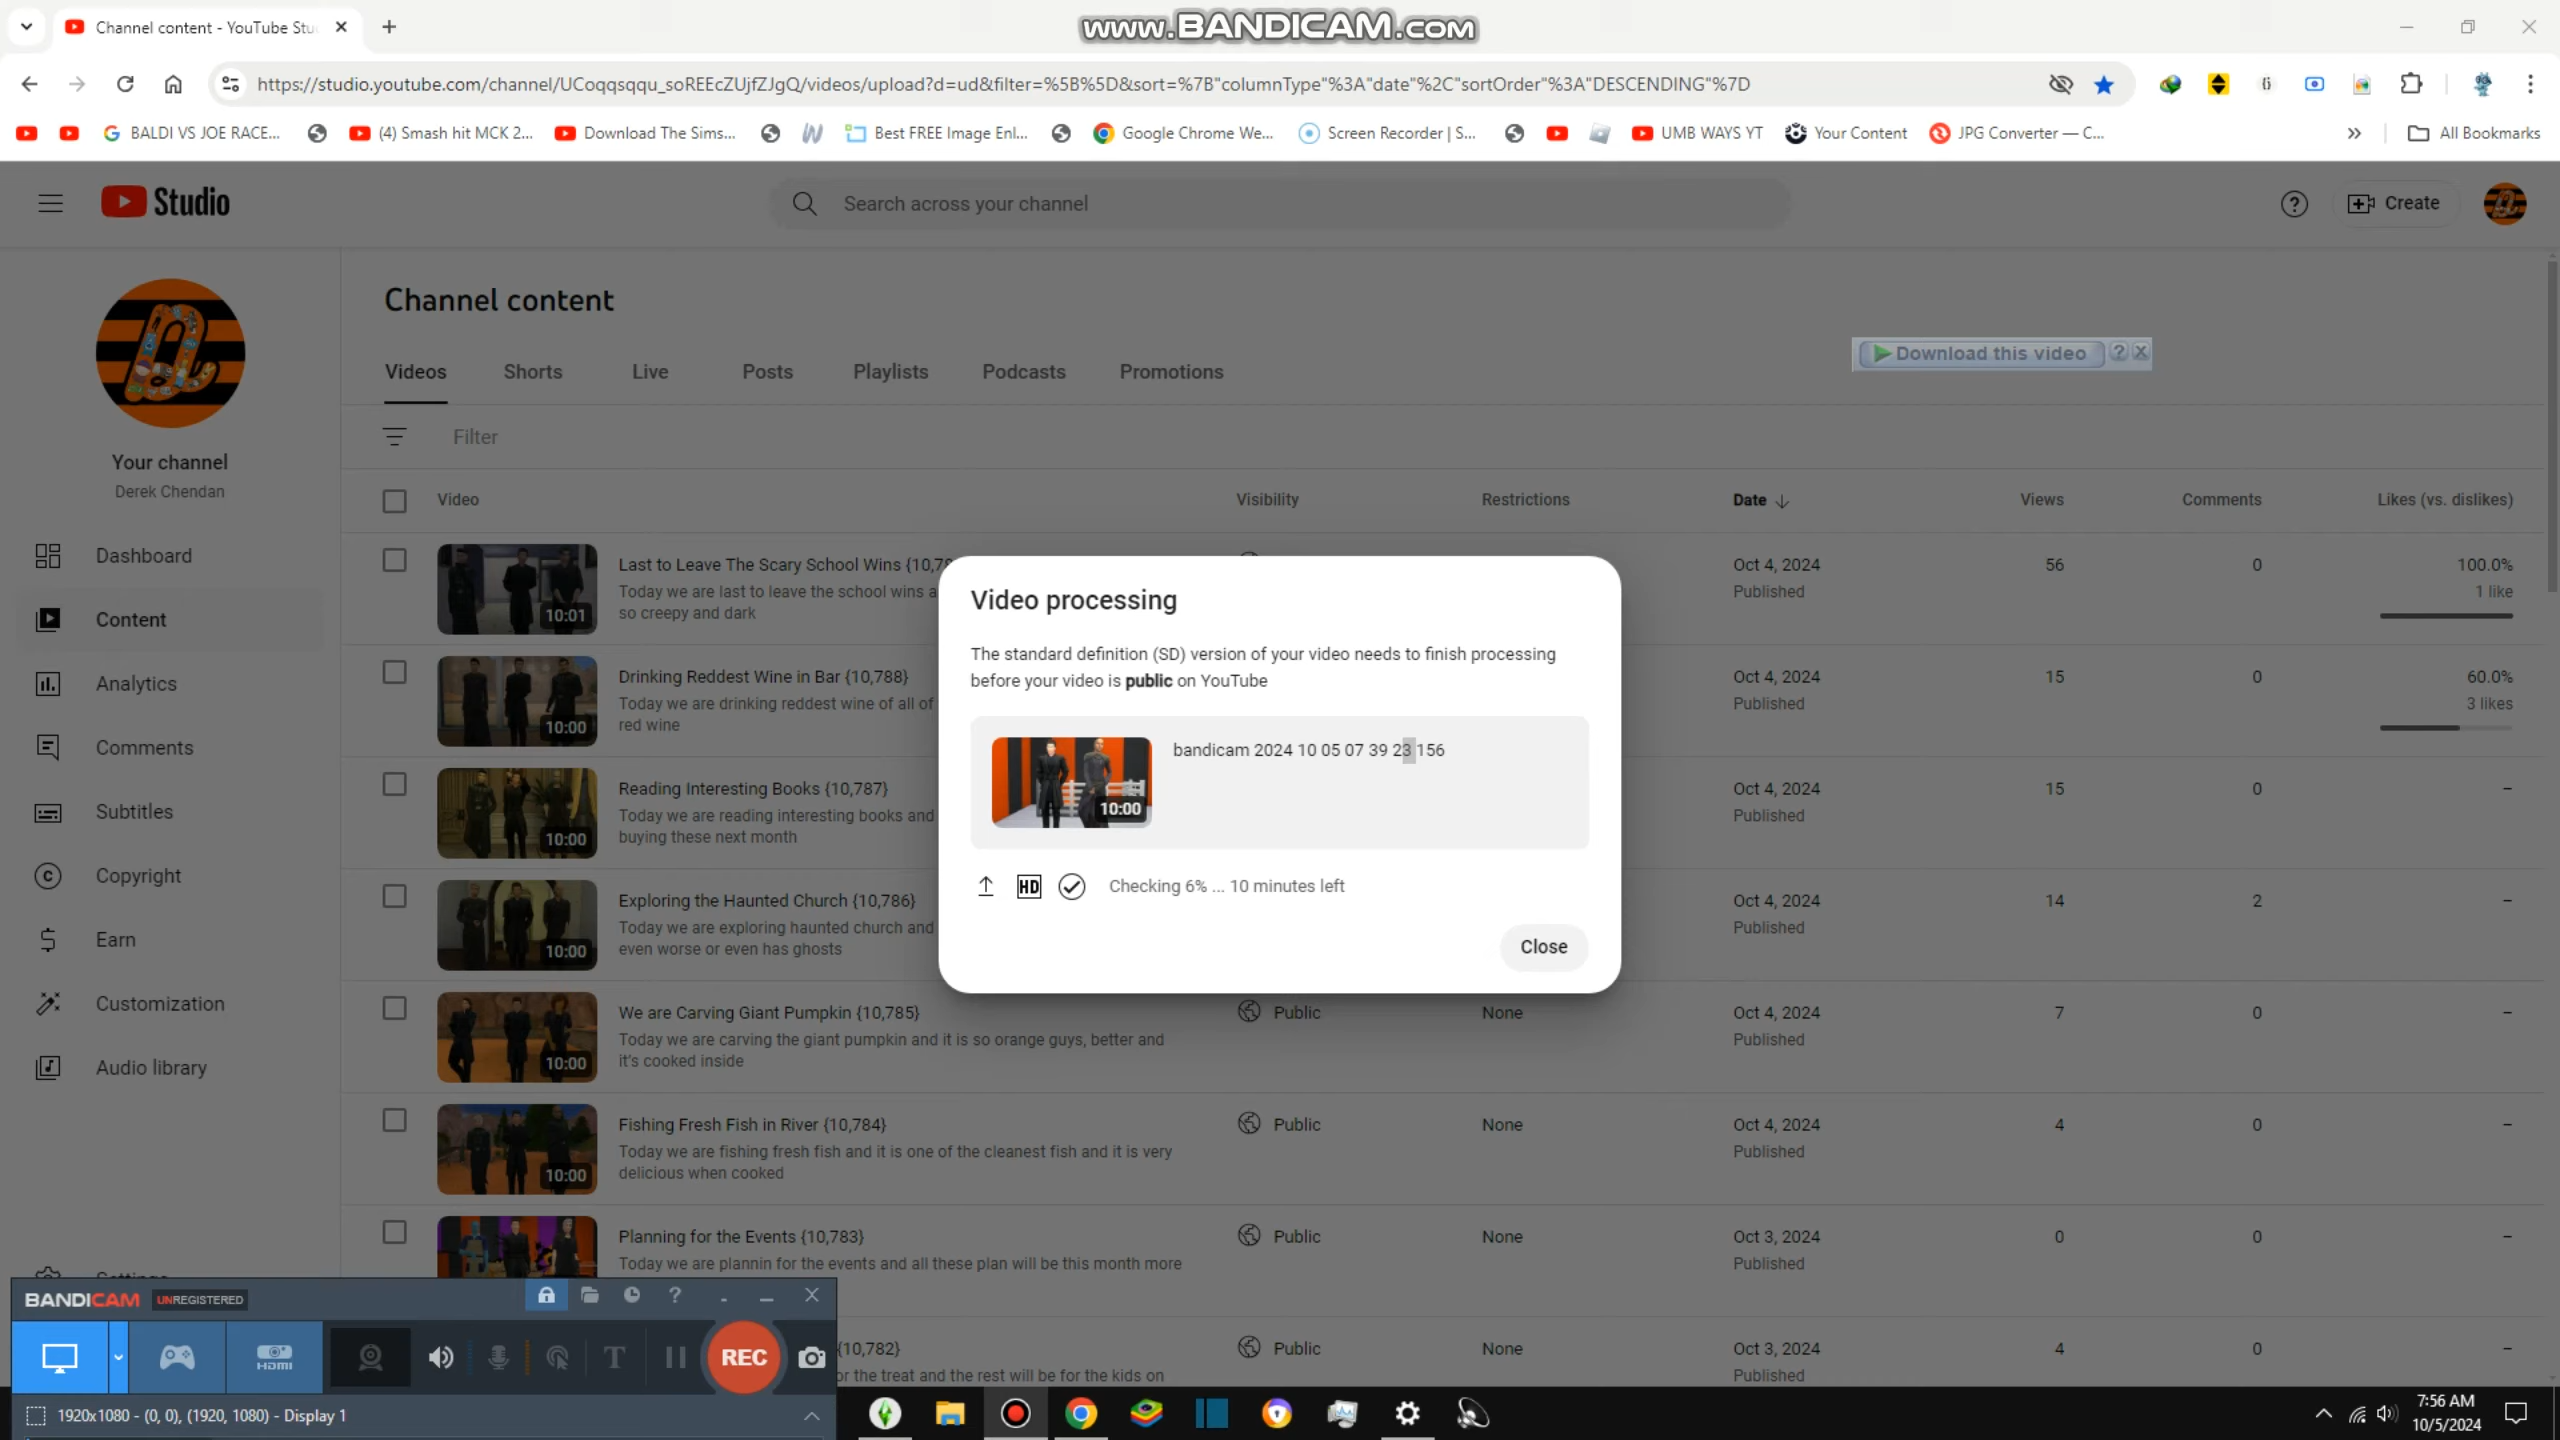 Channel content - YouTube Stu
www.BANDICAM.com
https://studio.youtube.com/channel/UCoqqsqqu_soREEcZUjfZJgQ/videos/upload?d=ud&filter=%5B%5D&sort=%7B"columnType"%3A"date"%2C"sortOrder"%3A"DESCENDING"%7D
BALDI VS JOE RACE... (4) Smash hit MCK 2... Download The Sims... Best FREE Image Enl... Google Chrome We... Screen Recorder | S... UMB WAYS YT Your Content JPG Converter — C... All Bookmarks
Studio Search across your channel Create
Channel content
Download this video
Videos Shorts Live Posts Playlists Podcasts Promotions
Filter
Your channel
Derek Chendan
Video Visibility Restrictions Date Views Comments Likes (vs. dislikes)
Dashboard
Content
Analytics
Comments
Subtitles
Copyright
Earn
Customization
Audio library
Last to Leave The Scary School Wins {10,78 Oct 4, 2024 56 0 100.0%
Today we are last to leave the school wins a Published 1 like
so creepy and dark
10:01
Drinking Reddest Wine in Bar {10,788} Oct 4, 2024 15 0 60.0%
Today we are drinking reddest wine of all of Published 3 likes
red wine
10:00
Reading Interesting Books {10,787} Oct 4, 2024 15 0 –
Today we are reading interesting books and Published
buying these next month
10:00
Exploring the Haunted Church {10,786} Oct 4, 2024 14 2 –
Today we are exploring haunted church and Published
even worse or even has ghosts
10:00
We are Carving Giant Pumpkin {10,785} Public None Oct 4, 2024 7 0 –
Today we are carving the giant pumpkin and it is so orange guys, better and Published
it's cooked inside
10:00
Fishing Fresh Fish in River {10,784} Public None Oct 4, 2024 4 0 –
Today we are fishing fresh fish and it is one of the cleanest fish and it is very Published
delicious when cooked
10:00
Planning for the Events {10,783} Public None Oct 3, 2024 0 0 –
Today we are plannin for the events and all these plan will be this month more Published
{10,782} Public None Oct 3, 2024 4 0 –
or the treat and the rest will be for the kids on Published
Video processing
The standard definition (SD) version of your video needs to finish processing
before your video is public on YouTube
bandicam 2024 10 05 07 39 23 156
10:00
HD Checking 6% ... 10 minutes left
Close
BANDICAM UNREGISTERED
HDMI T REC
1920x1080 - (0, 0), (1920, 1080) - Display 1
7:56 AM
10/5/2024